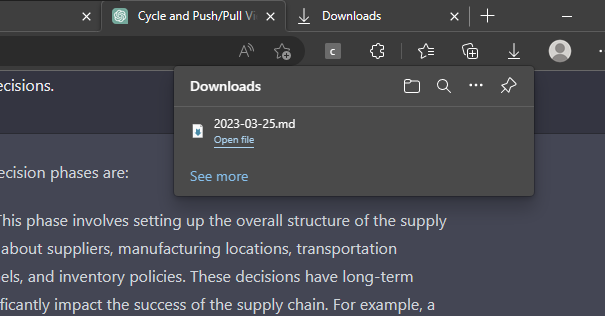 Cycle and Push/Pull Vi
Downloads
A
c
ecisions.
Downloads
2023-03-25.md
Open file
See more
ecision phases are:
This phase involves setting up the overall structure of the supply
about suppliers, manufacturing locations, transportation
nels, and inventory policies. These decisions have long-term
ficantly impact the success of the supply chain. For example, a